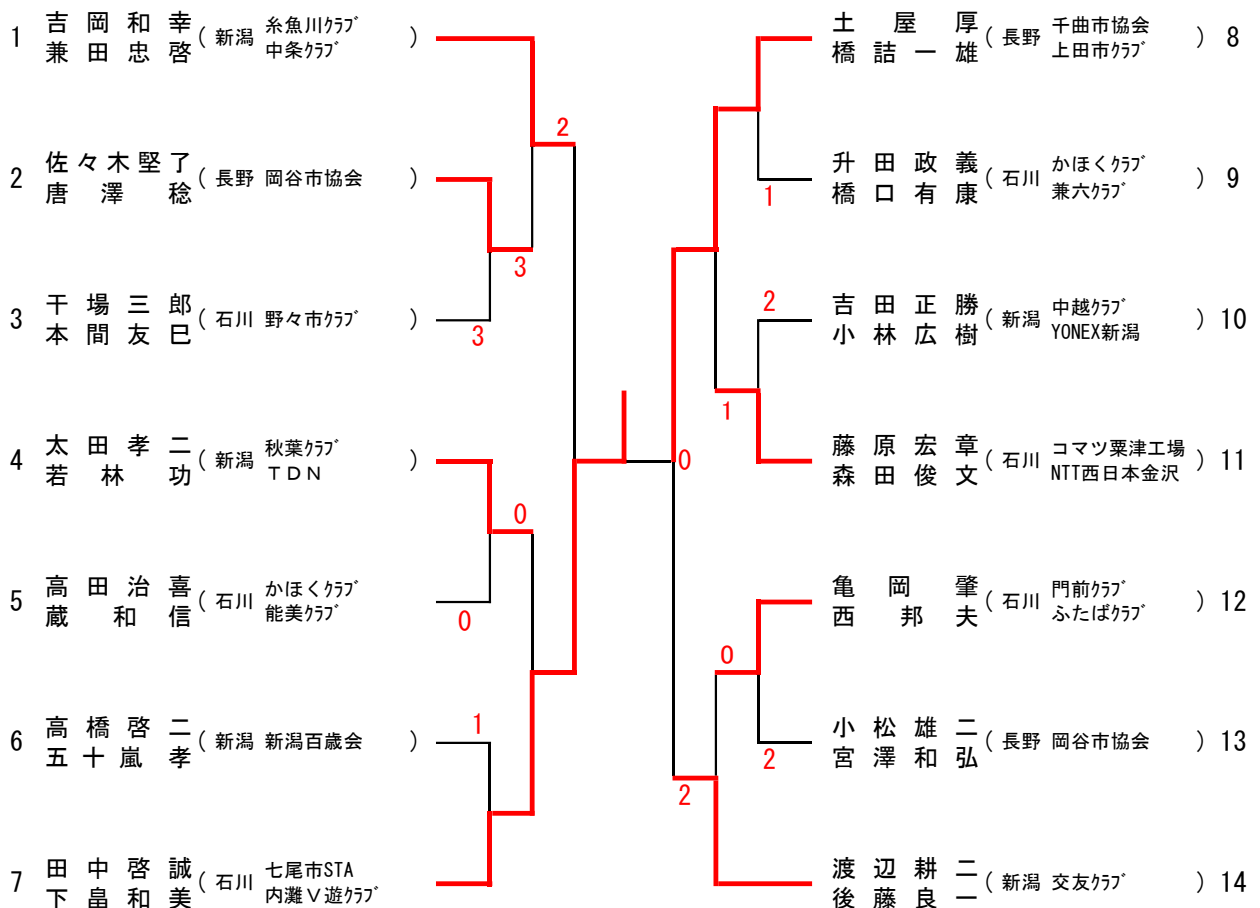 1 吉岡和幸 (新潟 糸魚川ｸﾗﾌﾞ )
兼田忠啓 中条ｸﾗﾌﾞ
2
2 佐々木堅了 (長野 岡谷市協会 )
唐澤稔
3
3 干場三郎 (石川 野々市ｸﾗﾌﾞ )
本間友巳
3
4 太田孝二 (新潟 秋葉ｸﾗﾌﾞ )
若林功 ＴＤＮ
0
5 高田治喜 (石川 かほくｸﾗﾌﾞ )
蔵和信 能美ｸﾗﾌﾞ
0
6 高橋啓二 (新潟 新潟百歳会 )
五十嵐孝
1
7 田中啓誠 (石川 七尾市STA
下畠和美 内灘Ｖ遊ｸﾗﾌﾞ
土屋厚 (長野 千曲市協会 ) 8
橋詰一雄 上田市ｸﾗﾌﾞ
升田政義 (石川 かほくｸﾗﾌﾞ ) 9
橋口有康 兼六ｸﾗﾌﾞ
1
2
吉田正勝 (新潟 中越ｸﾗﾌﾞ ) 10
小林広樹 YONEX新潟
1
0
藤原宏章 (石川 コマツ粟津工場 ) 11
森田俊文 NTT西日本金沢
亀岡肇 (石川 門前ｸﾗﾌﾞ ) 12
西邦夫 ふたばｸﾗﾌﾞ
0
小松雄二 (長野 岡谷市協会 ) 13
宮澤和弘
2
2
渡辺耕二 (新潟 交友ｸﾗﾌﾞ ) 14
後藤良一